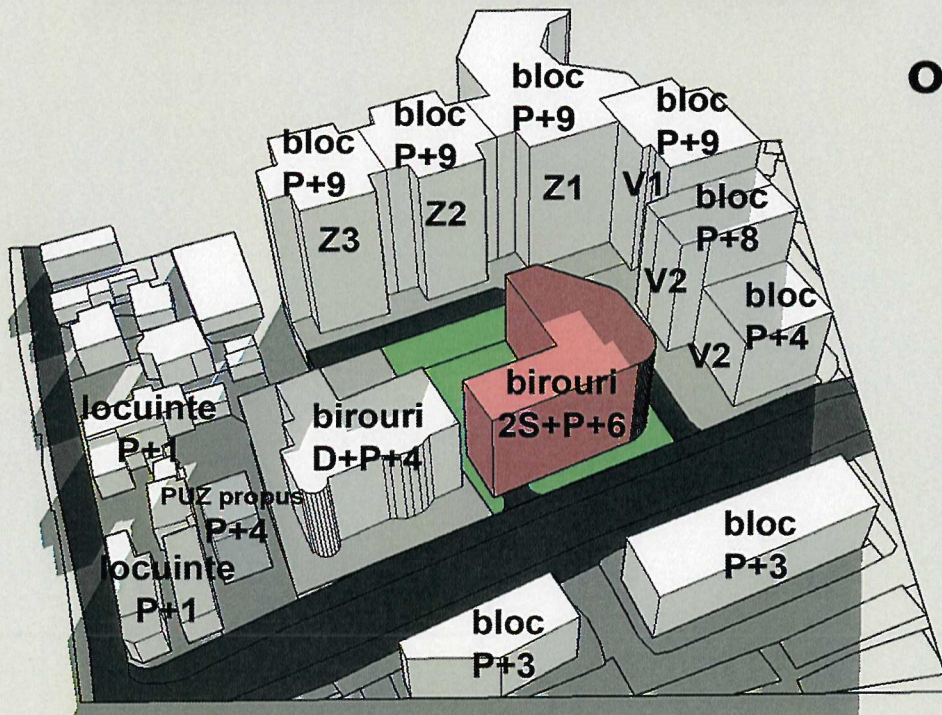 O
bloc
P+9
bloc
P+9
bloc
P+9
bloc
P+9
Z3
Z2
Z1
V1
bloc
P+8
V2
bloc
P+4
V2
locuinte
P+1
birouri
D+P+4
birouri
2S+P+6
PUZ propus
P+4
locuinte
P+1
bloc
P+3
bloc
P+3